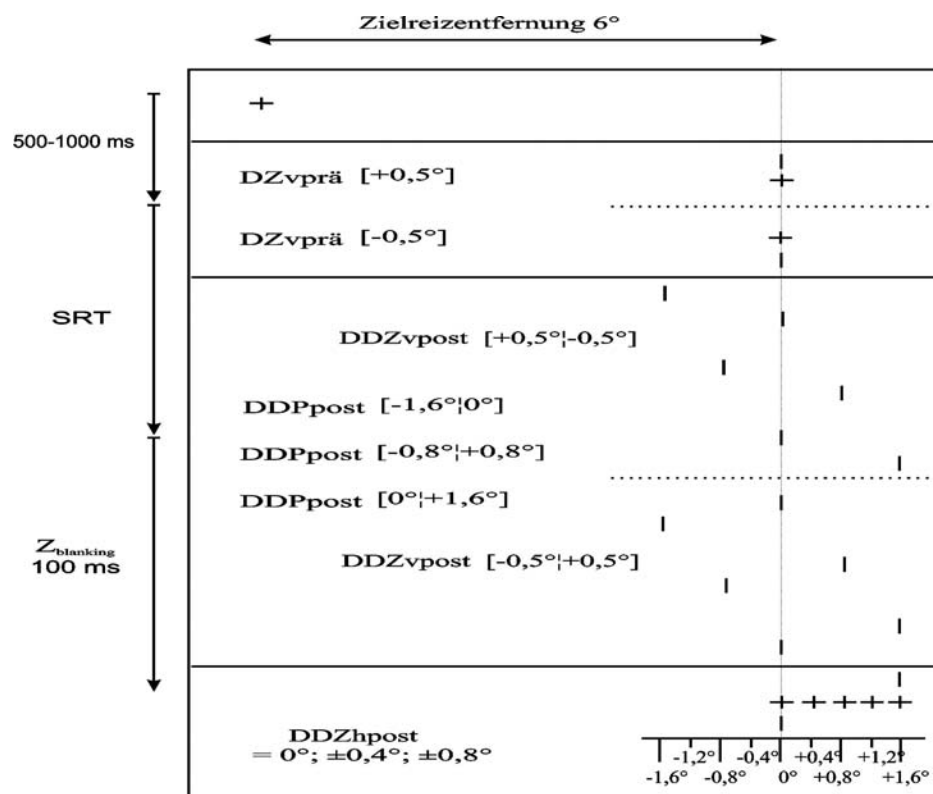 Zielreizentfernung 6°
500-1000 ms
DZvprä [+0,5°]
DZvprä [-0,5°]
SRT
DDZvpost [+0,5°¦-0,5°]
DDPpost [-1,6°¦0°]
DDPpost [-0,8°¦+0,8°]
DDPpost [0°¦+1,6°]
Z blanking
100 ms
DDZvpost [-0,5°¦+0,5°]
DDZhpost
= 0°; ±0,4°; ±0,8°
-1,2° -0,4° +0,4° +1,2°
-1,6° -0,8° 0° +0,8° +1,6°